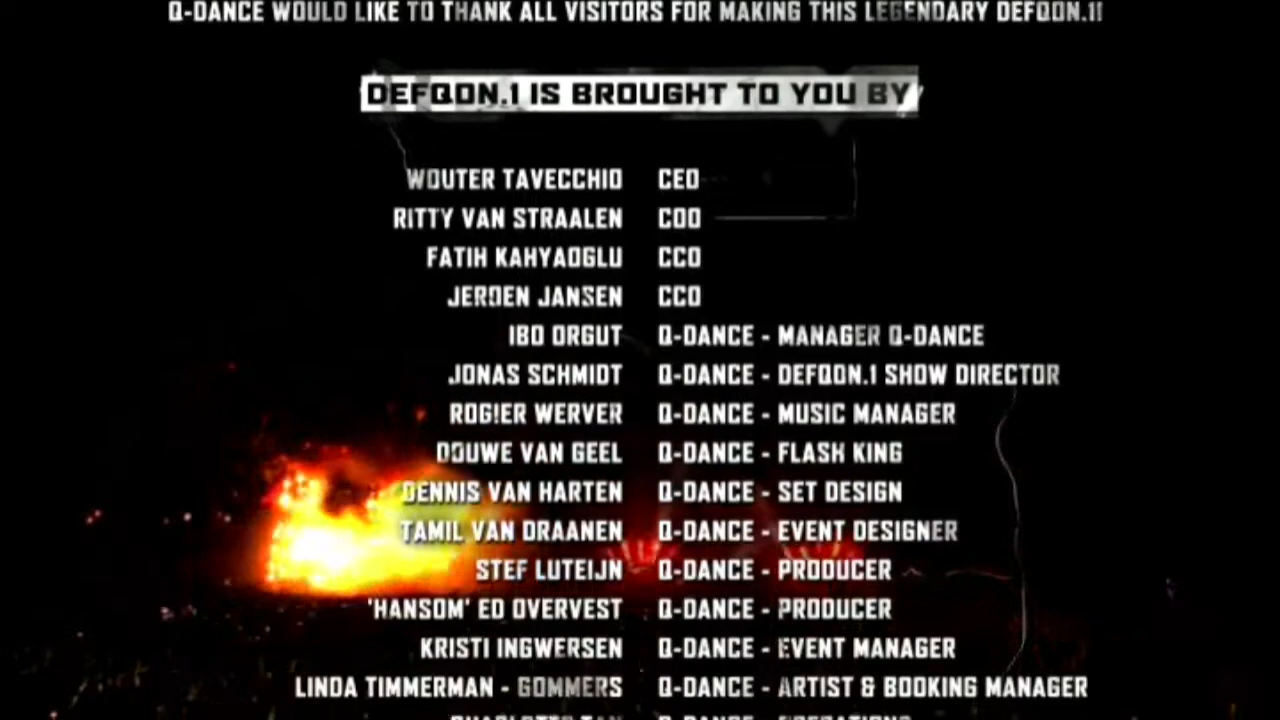 Q-DANCE WOULD LIKE TO THANK ALL VISITORS FOR MAKING THIS LEGENDARY DEFQON.1!
DEFQON.1 IS BROUGHT TO YOU BY
WOUTER TAVECCHIO CEO
RITTY VAN STRAALEN COO
FATIH KAHYAOGLU CCO
JEROEN JANSEN CCO
IBO ORGUT Q-DANCE - MANAGER Q-DANCE
JONAS SCHMIDT Q-DANCE - DEFQON.1 SHOW DIRECTOR
ROGIER WERVER Q-DANCE - MUSIC MANAGER
DOUWE VAN GEEL Q-DANCE - FLASH KING
DENNIS VAN HARTEN Q-DANCE - SET DESIGN
TAMIL VAN DRAANEN Q-DANCE - EVENT DESIGNER
STEF LUTEIJN Q-DANCE - PRODUCER
'HANSOM' ED OVERVEST Q-DANCE - PRODUCER
KRISTI INGWERSEN Q-DANCE - EVENT MANAGER
LINDA TIMMERMAN - GOMMERS Q-DANCE - ARTIST & BOOKING MANAGER